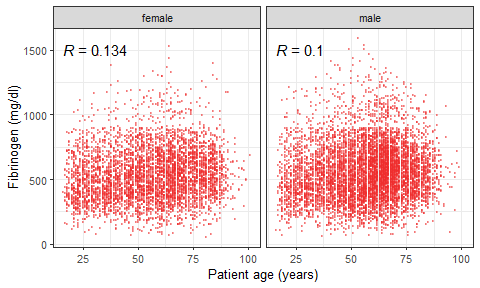 female
male
R = 0.134
R = 0.1
Fibrinogen (mg/dl)
1500
1000
500
0
25
50
75
100
25
50
75
100
Patient age (years)